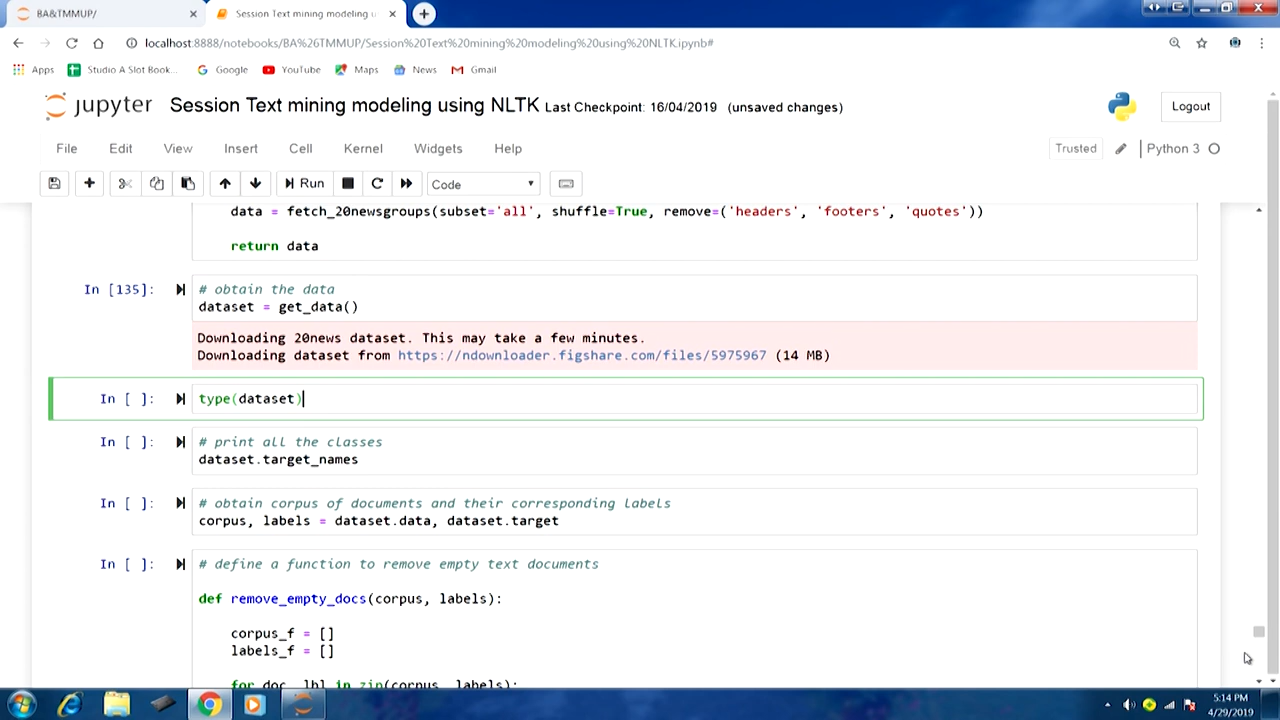 BA&TMMUP/
Session Text mining modeling u
localhost:8888/notebooks/BA%26TMMUP/Session%20Text%20mining%20modeling%20using%20NLTK.ipynb#
Apps
Studio A Slot Book...
Google
YouTube
Maps
News
Gmail
jupyter
Session Text mining modeling using NLTK
Last Checkpoint: 16/04/2019
(unsaved changes)
Logout
File
Edit
View
Insert
Cell
Kernel
Widgets
Help
Trusted
Python 3
Run
Code
data = fetch_20newsgroups(subset='all', shuffle=True, remove=('headers', 'footers', 'quotes'))
return data
In [135]:
# obtain the data
dataset = get_data()
Downloading 20news dataset. This may take a few minutes.
Downloading dataset from https://ndownloader.figshare.com/files/5975967 (14 MB)
In [ ]:
type(dataset)
In [ ]:
# print all the classes
dataset.target_names
In [ ]:
# obtain corpus of documents and their corresponding labels
corpus, labels = dataset.data, dataset.target
In [ ]:
# define a function to remove empty text documents
def remove_empty_docs(corpus, labels):
corpus_f = []
labels_f = []
for doc, lbl in zip(corpus, labels):
5:14 PM
4/29/2019